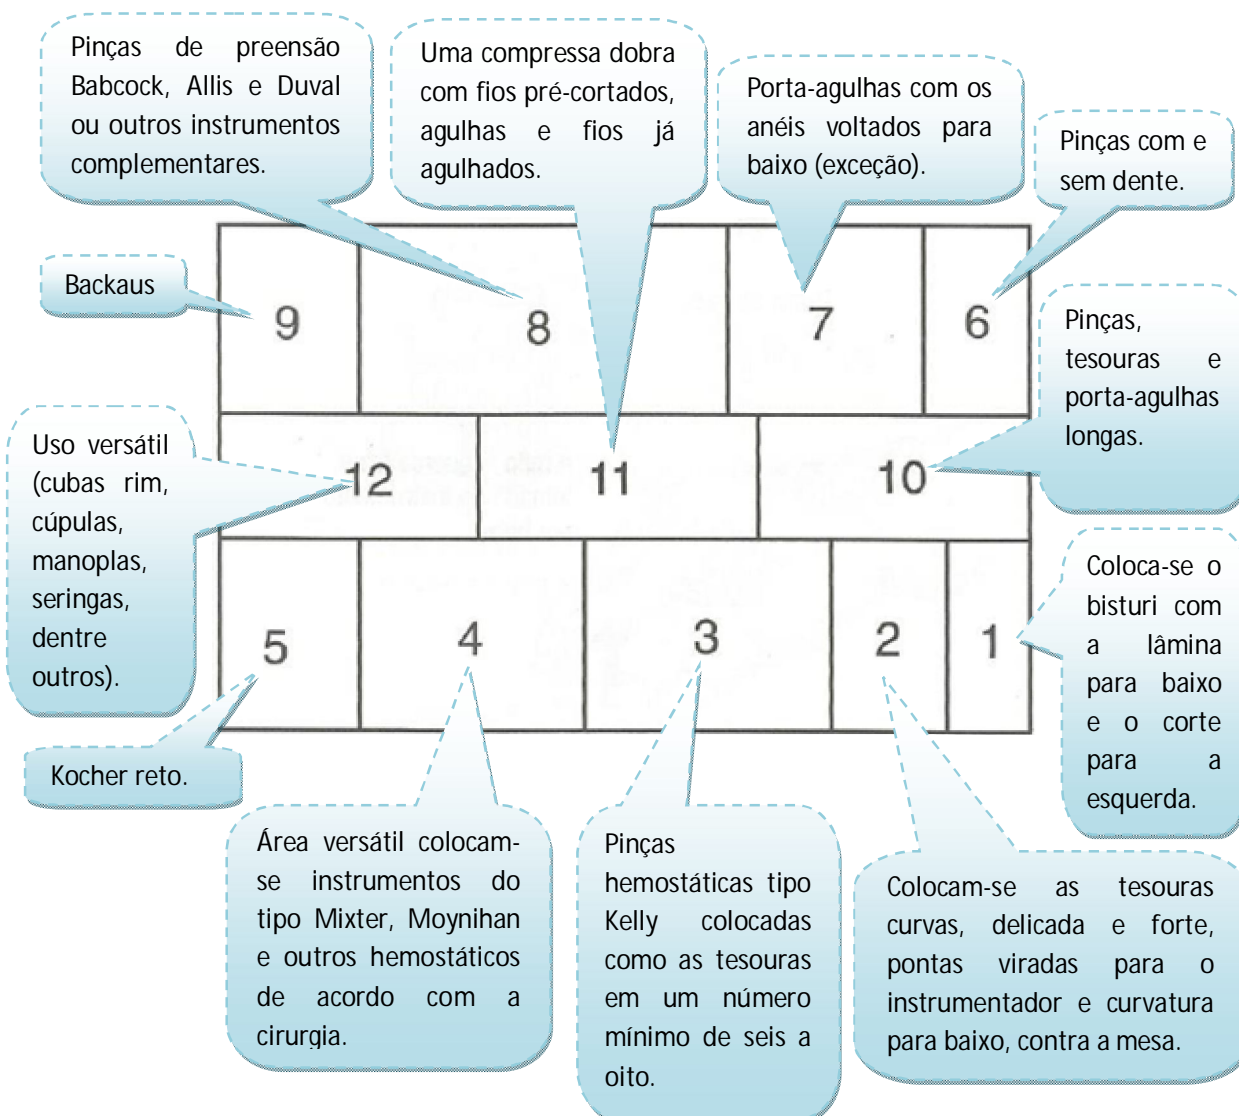 Pinças de preensão
Babcock, Allis e Duval
ou outros instrumentos
complementares.
Uma compressa dobra
com fios pré-cortados,
agulhas e fios já
agulhados.
Porta-agulhas com os
anéis voltados para
baixo (exceção).
Pinças com e
sem dente.
Backaus
9
8
7
6
Pinças,
tesouras e
porta-agulhas
longas.
Uso versátil
(cubas rim,
cúpulas,
manoplas,
seringas,
dentre
outros).
12
11
10
Coloca-se o
bisturi com
a lâmina
para baixo
e o corte
para a
esquerda.
5
4
3
2
1
Kocher reto.
Área versátil colocam-
se instrumentos do
tipo Mixter, Moynihan
e outros hemostáticos
de acordo com a
cirurgia.
Pinças
hemostáticas tipo
Kelly colocadas
como as tesouras
em um número
mínimo de seis a
oito.
Colocam-se as tesouras
curvas, delicada e forte,
pontas viradas para o
instrumentador e curvatura
para baixo, contra a mesa.